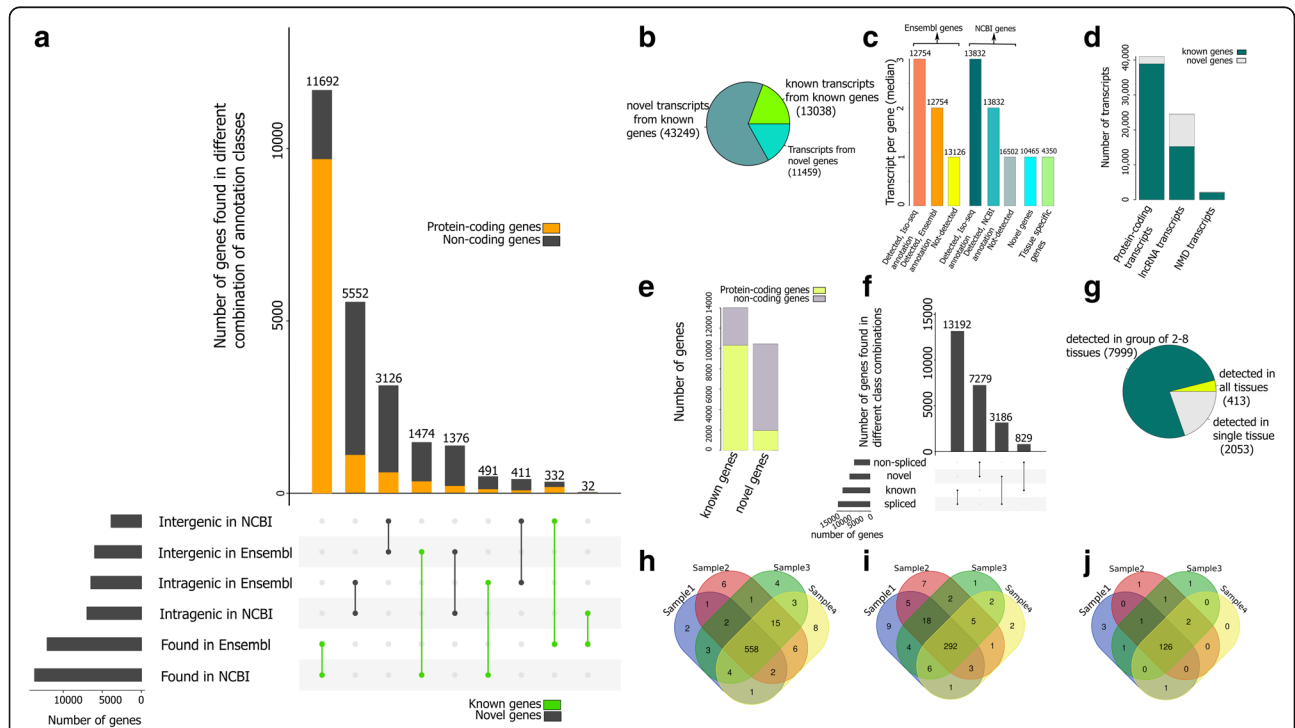 a
Number of genes found in different
combination of annotation classes
10000
5000
0
11692
5552
3126
1474
1376
491
411
332
32
Protein-coding genes
Non-coding genes
Intergenic in NCBI
Intergenic in Ensembl
Intragenic in Ensembl
Intragenic in NCBI
Found in Ensembl
Found in NCBI
10000 5000 0
Number of genes
Known genes
Novel genes
b
novel transcripts
from known
genes (43249)
known transcripts
from known genes
(13038)
Transcripts from
novel genes
(11459)
c
Ensembl genes
NCBI genes
Transcript per gene (median)
3
2
1
0
12754
12754
13126
13832
13832
16502
10465
4350
Detected, Iso-seq
annotation
Detected, Ensembl
annotation
Not-detected
Detected, Iso-seq
annotation
Detected, NCBI
annotation
Not-detected
Novel genes
Tissue specific
genes
d
Number of transcripts
40,000
30,000
20,000
10,000
0
known genes
novel genes
Protein-coding
transcripts
lncRNA transcripts
NMD transcripts
e
Protein-coding genes
non-coding genes
Number of genes
14000
12000
10000
8000
6000
4000
2000
0
known genes
novel genes
f
Number of genes found in
different class combinations
15000
10000
5000
0
13192
7279
3186
829
non-spliced
novel
known
spliced
15000
10000
5000
0
number of genes
g
detected in group of 2-8
tissues (7999)
detected in
all tissues
(413)
detected in
single tissue
(2053)
h
Sample1
Sample2
Sample3
Sample4
6
4
1
1
3
2
2
15
8
3
558
6
4
2
1
i
Sample1
Sample2
Sample3
Sample4
7
1
5
2
2
9
18
5
2
4
292
1
6
3
1
j
Sample1
Sample2
Sample3
Sample4
1
1
0
1
0
3
1
2
0
1
126
0
0
0
1